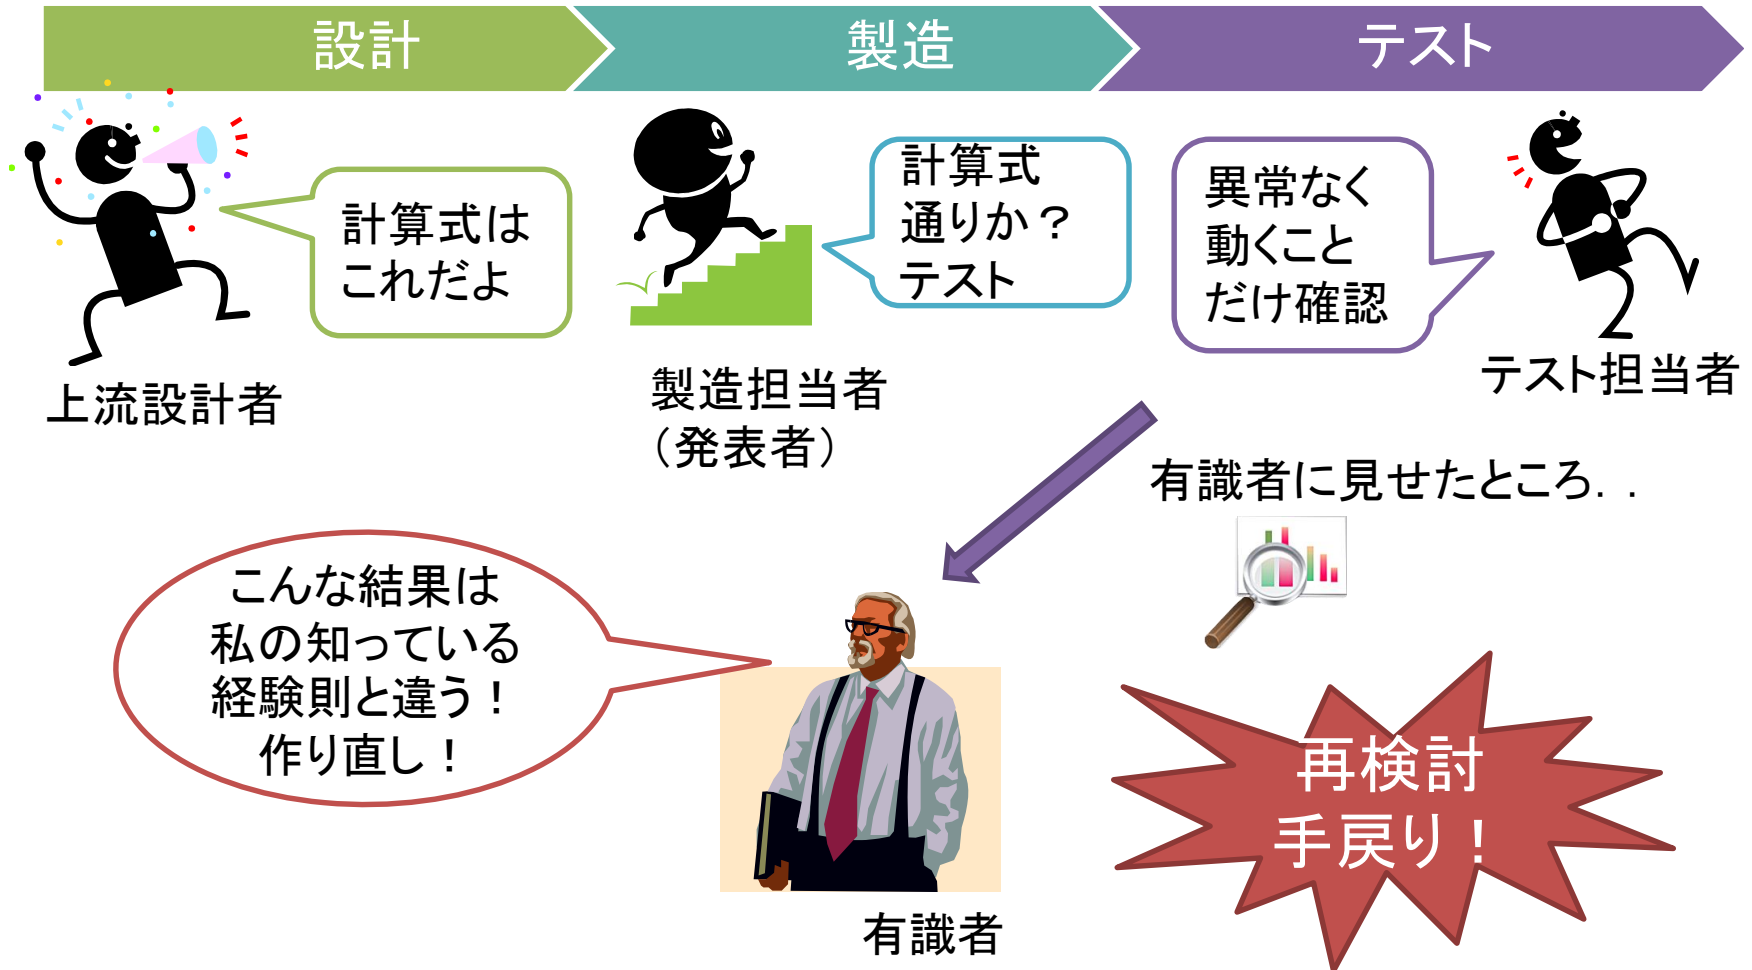 設計
製造
テスト
計算式は
これだよ
計算式
通りか？
テスト
異常なく
動くこと
だけ確認
上流設計者
製造担当者
（発表者）
テスト担当者
有識者に見せたところ．．
こんな結果は
私の知っている
経験則と違う！
作り直し！
再検討
手戻り！
有識者